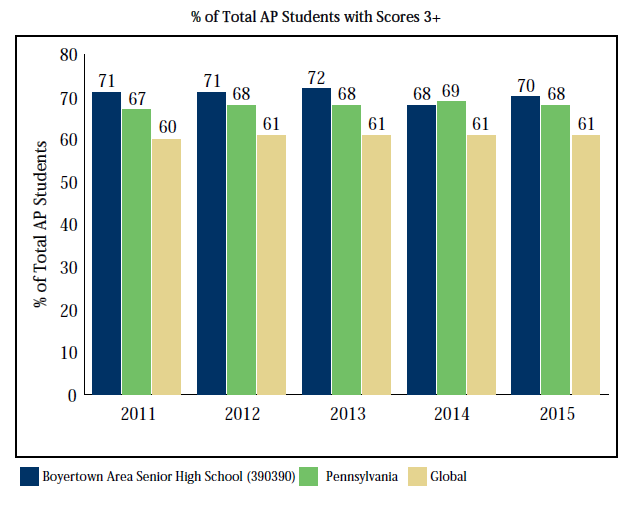 % of Total AP Students with Scores 3+
% of Total AP Students
80
70
60
50
40
30
20
10
0
71 67 60
71 68 61
72 68 61
68 69 61
70 68 61
2011 2012 2013 2014 2015
Boyertown Area Senior High School (390390) Pennsylvania Global